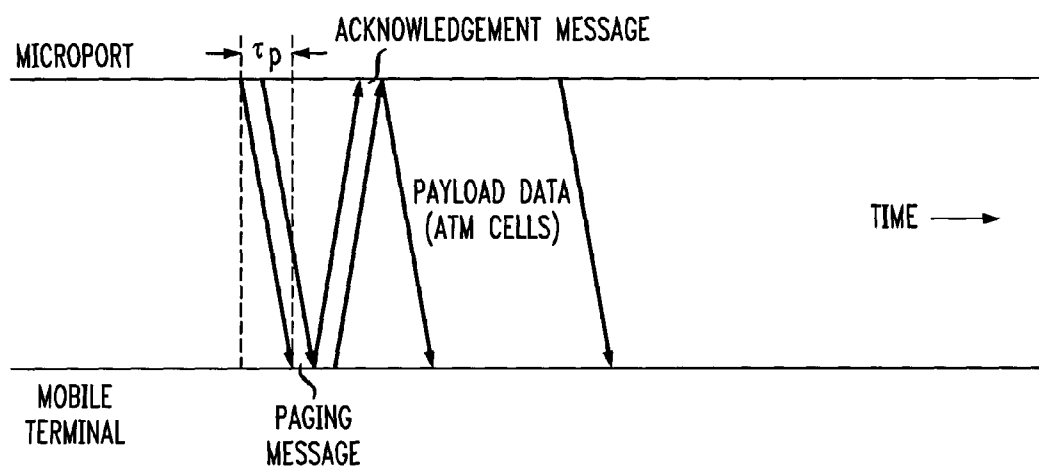 ACKNOWLEDGEMENT MESSAGE
MICROPORT
τp
PAYLOAD DATA
(ATM CELLS)
TIME
MOBILE
TERMINAL
PAGING
MESSAGE